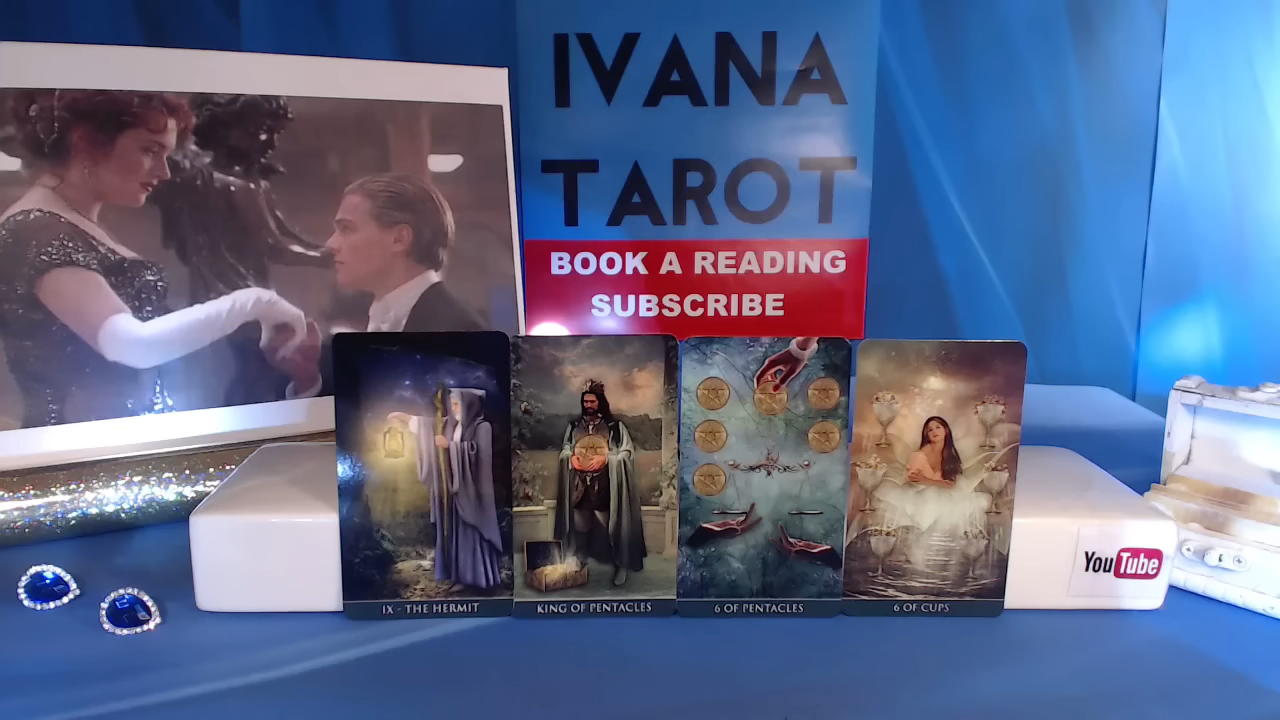 IVANA
TAROT
BOOK A READING
SUBSCRIBE
IX - THE HERMIT
KING OF PENTACLES
6 OF PENTACLES
6 OF CUPS
YouTube